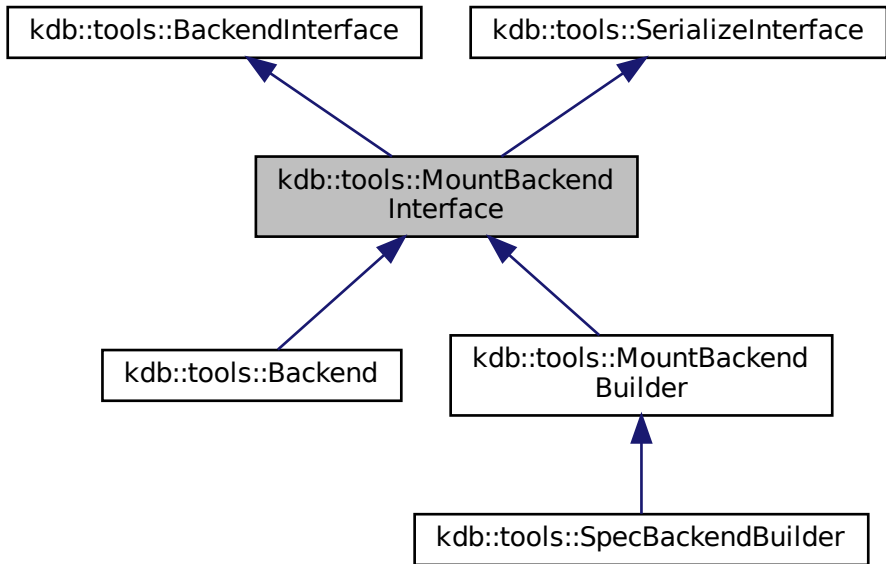 kdb::tools::BackendInterface
kdb::tools::SerializeInterface
kdb::tools::MountBackend
Interface
kdb::tools::Backend
kdb::tools::MountBackend
Builder
kdb::tools::SpecBackendBuilder